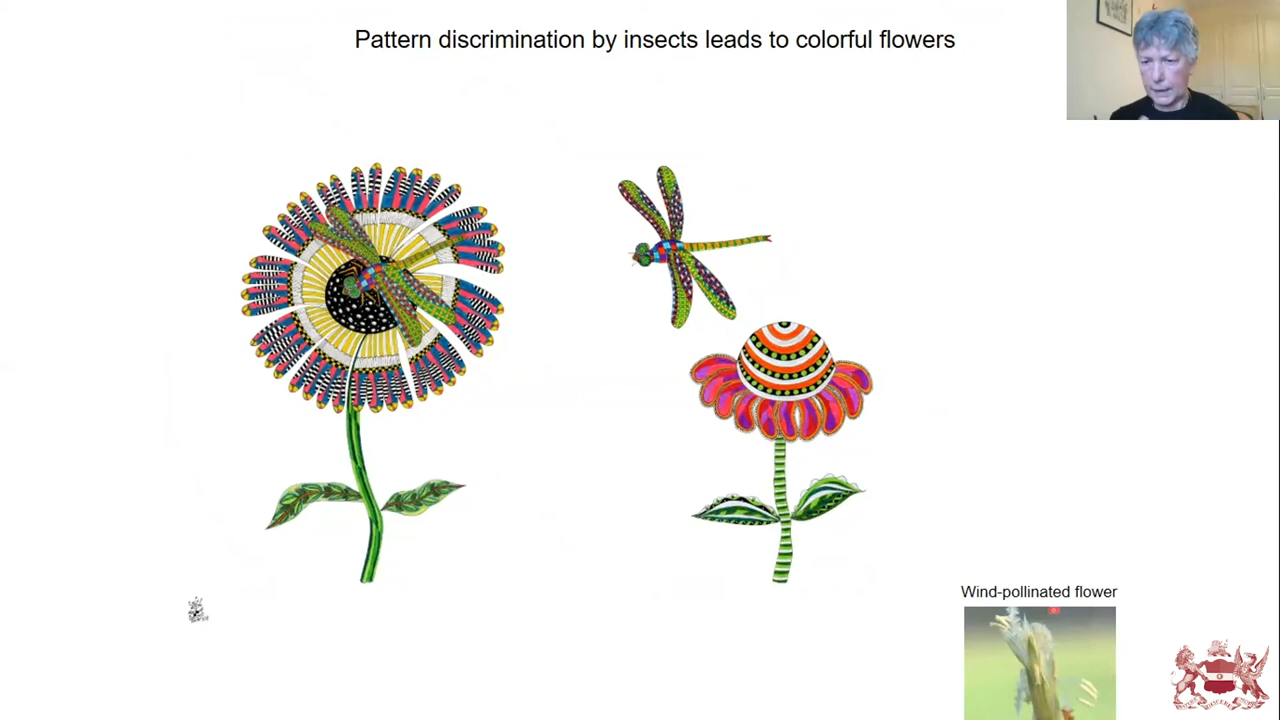 Pattern discrimination by insects leads to colorful flowers
Wind-pollinated flower